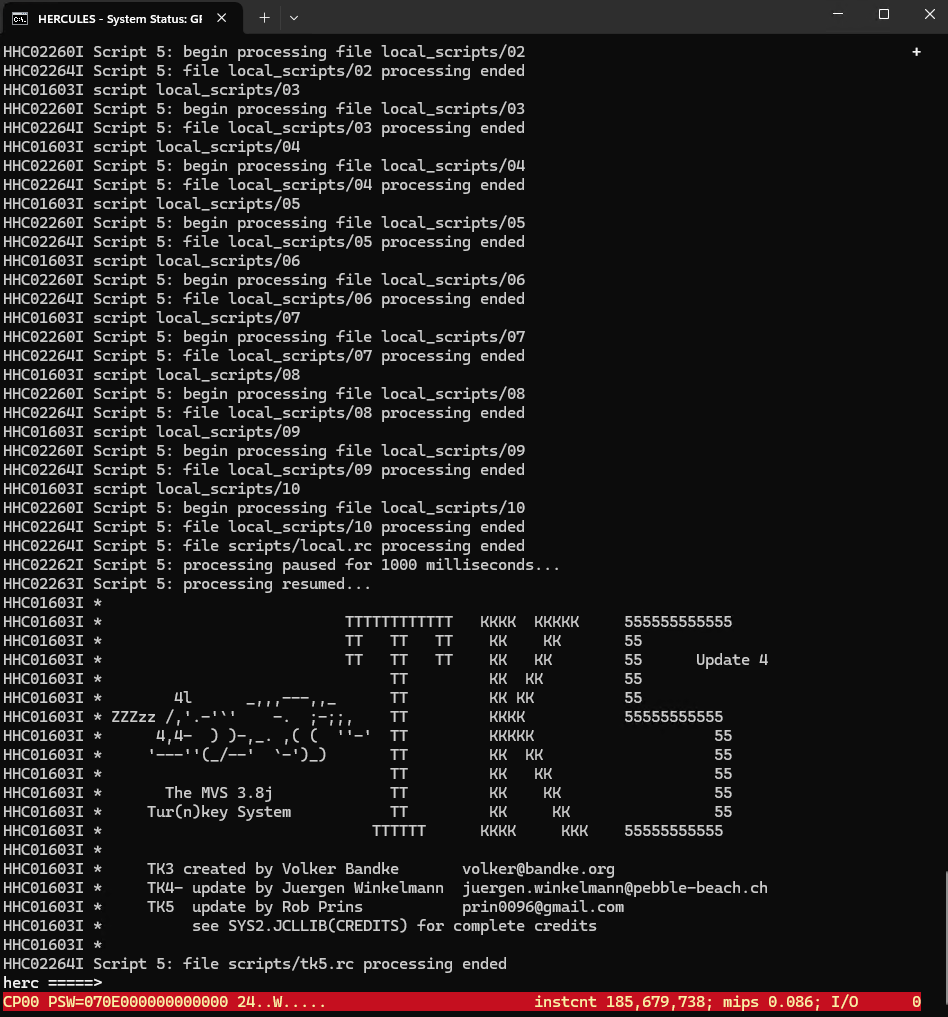 HERCULES - System Status: GF
HHC02260I Script 5: begin processing file local_scripts/02 +
HHC02264I Script 5: file local_scripts/02 processing ended
HHC01603I script local_scripts/03
HHC02260I Script 5: begin processing file local_scripts/03
HHC02264I Script 5: file local_scripts/03 processing ended
HHC01603I script local_scripts/04
HHC02260I Script 5: begin processing file local_scripts/04
HHC02264I Script 5: file local_scripts/04 processing ended
HHC01603I script local_scripts/05
HHC02260I Script 5: begin processing file local_scripts/05
HHC02264I Script 5: file local_scripts/05 processing ended
HHC01603I script local_scripts/06
HHC02260I Script 5: begin processing file local_scripts/06
HHC02264I Script 5: file local_scripts/06 processing ended
HHC01603I script local_scripts/07
HHC02260I Script 5: begin processing file local_scripts/07
HHC02264I Script 5: file local_scripts/07 processing ended
HHC01603I script local_scripts/08
HHC02260I Script 5: begin processing file local_scripts/08
HHC02264I Script 5: file local_scripts/08 processing ended
HHC01603I script local_scripts/09
HHC02260I Script 5: begin processing file local_scripts/09
HHC02264I Script 5: file local_scripts/09 processing ended
HHC01603I script local_scripts/10
HHC02260I Script 5: begin processing file local_scripts/10
HHC02264I Script 5: file local_scripts/10 processing ended
HHC02264I Script 5: file scripts/local.rc processing ended
HHC02262I Script 5: processing paused for 1000 milliseconds...
HHC02263I Script 5: processing resumed...
HHC01603I *
HHC01603I *                           TTTTTTTTTTTT   KKKK  KKKKK     555555555555
HHC01603I *                           TT   TT   TT    KK    KK       55
HHC01603I *                           TT   TT   TT    KK   KK        55      Update 4
HHC01603I *                                TT         KK  KK         55
HHC01603I *        4l      _,,,---,,_      TT         KK KK          55
HHC01603I * ZZZzz /,'.-'`'    -.  ;-;;,    TT         KKKK           55555555555
HHC01603I *      4,4-  ) )-,_. ,( (  ''-'  TT         KKKKK                    55
HHC01603I *     '---''(_/--'  `-')_)       TT         KK  KK                   55
HHC01603I *                                TT         KK   KK                  55
HHC01603I *       The MVS 3.8j             TT         KK    KK                 55
HHC01603I *     Tur(n)key System           TT         KK     KK                55
HHC01603I *                              TTTTTT      KKKK     KKK    55555555555
HHC01603I *
HHC01603I *     TK3 created by Volker Bandke       volker@bandke.org
HHC01603I *     TK4- update by Juergen Winkelmann  juergen.winkelmann@pebble-beach.ch
HHC01603I *     TK5  update by Rob Prins           prin0096@gmail.com
HHC01603I *          see SYS2.JCLLIB(CREDITS) for complete credits
HHC01603I *
HHC02264I Script 5: file scripts/tk5.rc processing ended
herc =====>
CP00 PSW=070E000000000000 24..W..... instcnt 185,679,738; mips 0.086; I/O 0